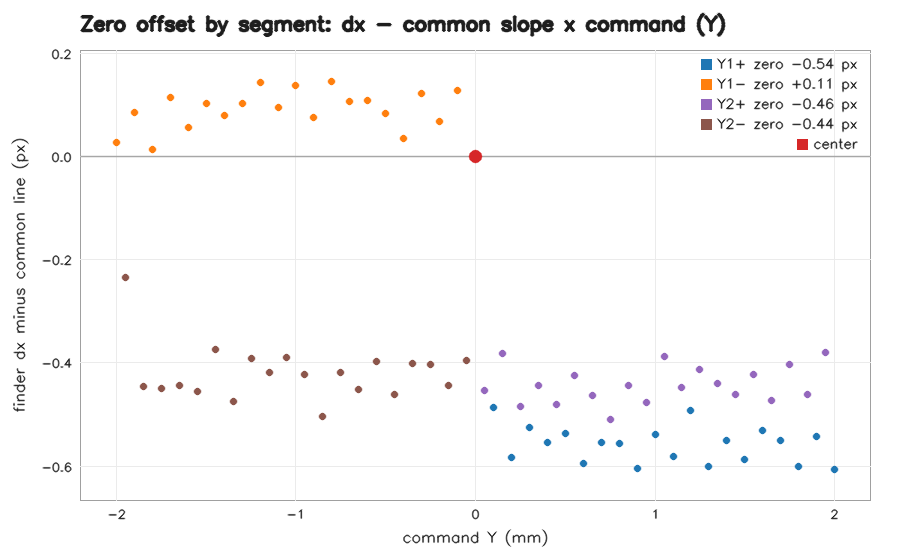 Zero offset by segment: dx − common slope x command (Y)
Y1+ zero −0.54 px
Y1− zero +0.11 px
Y2+ zero −0.46 px
Y2− zero −0.44 px
center
finder dx minus common line (px)
0.2
0.0
−0.2
−0.4
−0.6
−2
−1
0
1
2
command Y (mm)